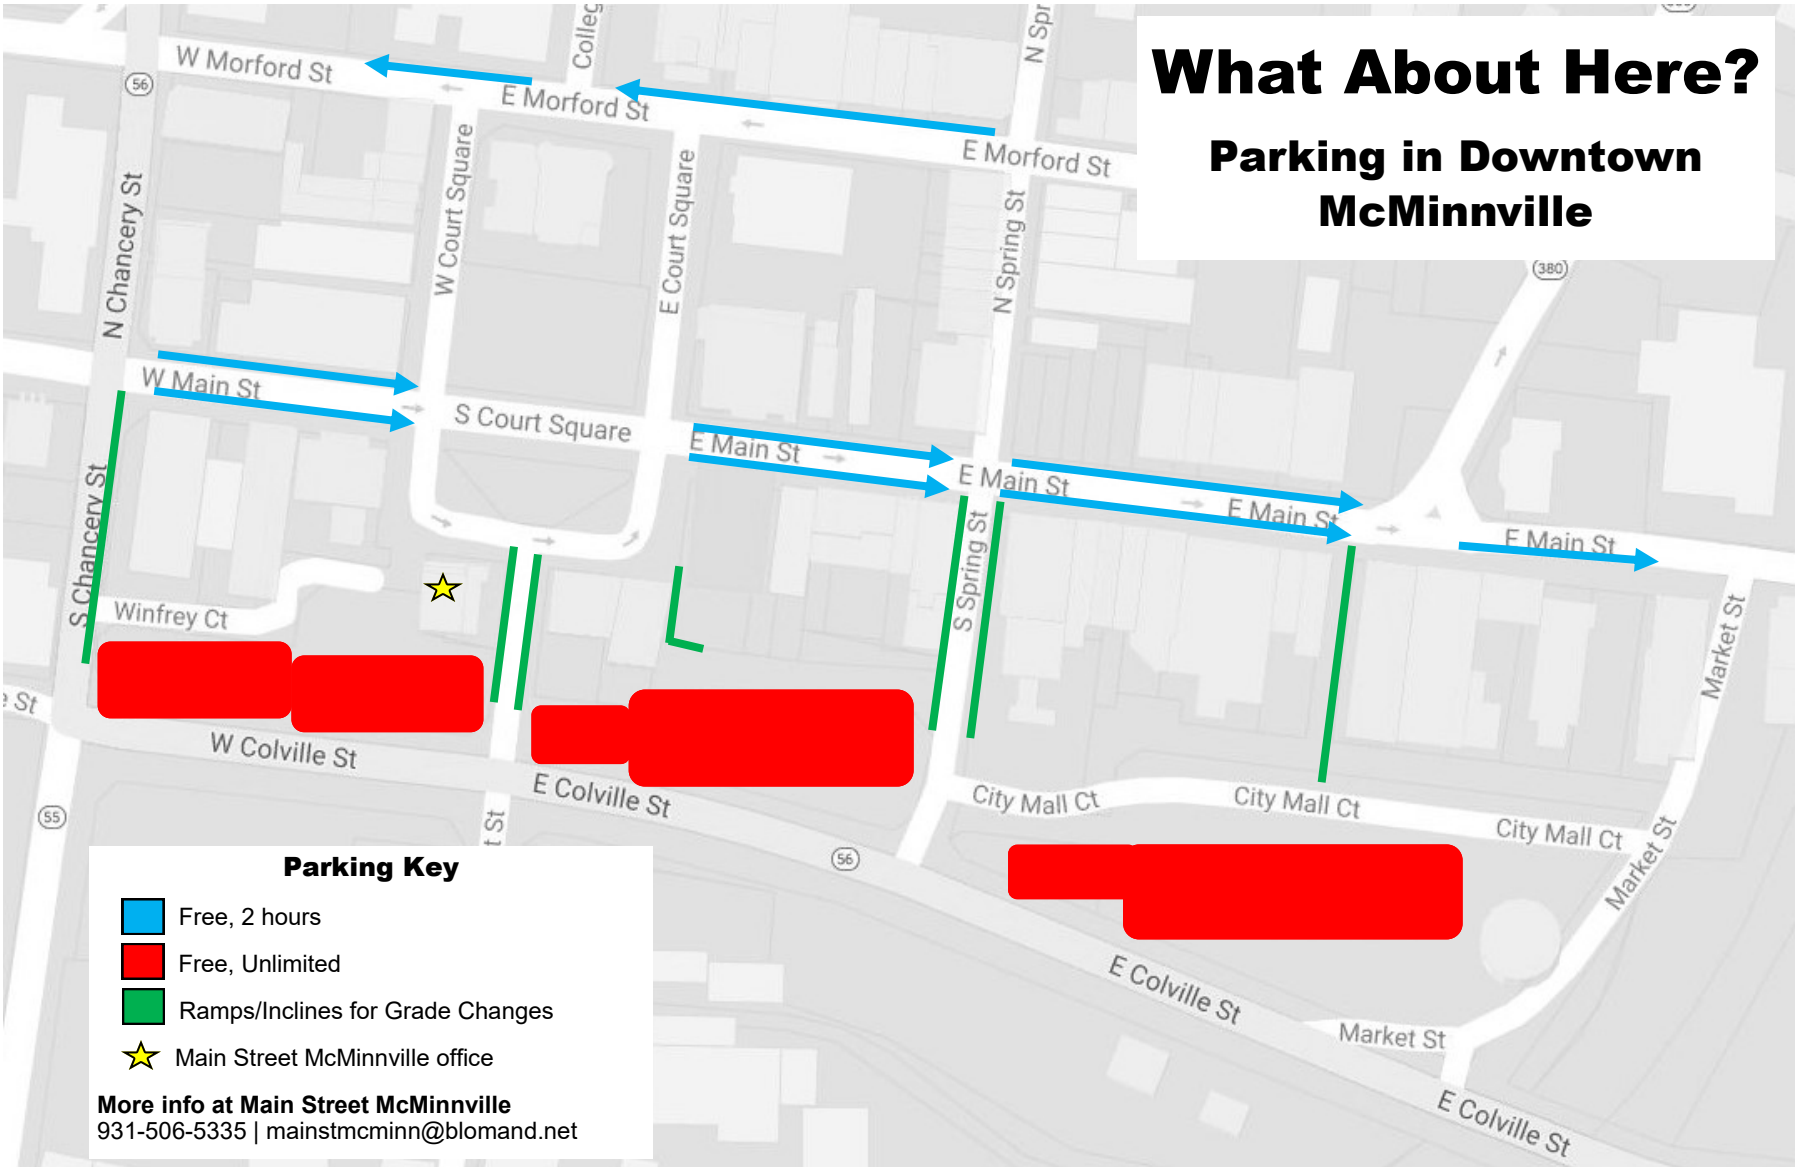 What About Here?
Parking in Downtown
McMinnville
W Morford St
56
E Morford St
Colleg
N Spr
E Morford St
N Chancery St
W Court Square
E Court Square
N Spring St
380
W Main St
S Court Square
E Main St
E Main St
E Main St
E Main St
S Chancery St
S Spring St
Winfrey Ct
Market St
e St
W Colville St
E Colville St
City Mall Ct
City Mall Ct
City Mall Ct
Market St
55
t St
56
E Colville St
Market St
E Colville St
Parking Key
Free, 2 hours
Free, Unlimited
Ramps/Inclines for Grade Changes
Main Street McMinnville office
More info at Main Street McMinnville
931-506-5335 | mainstmcminn@blomand.net